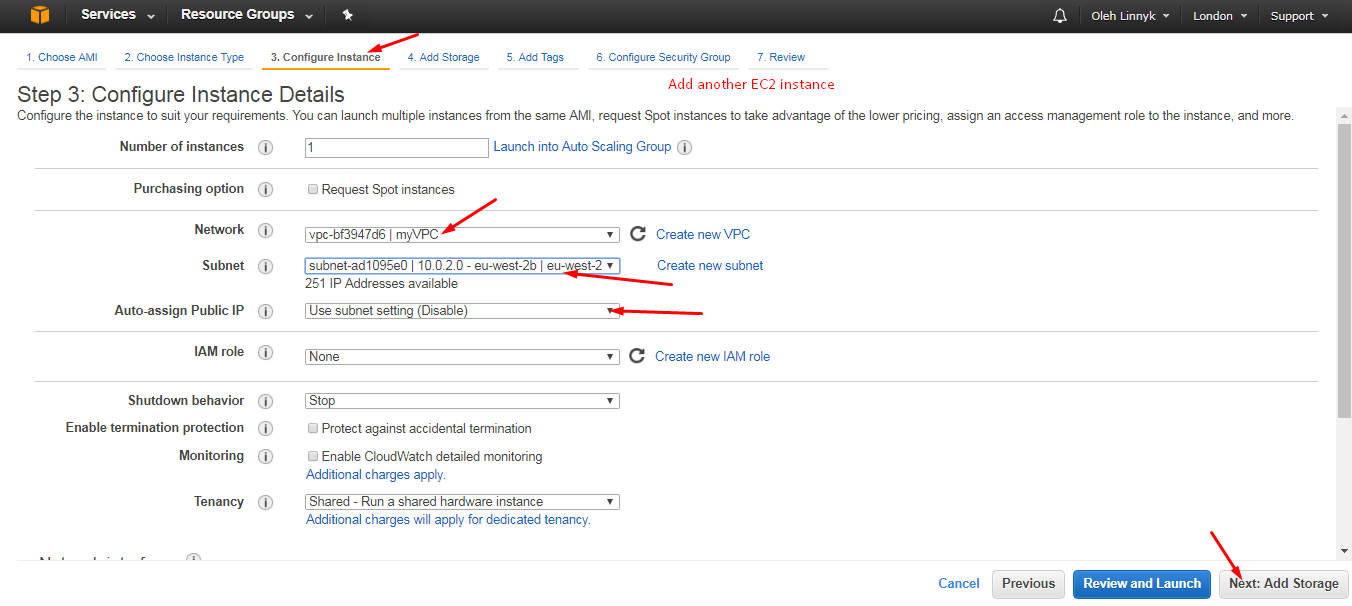 Services Resource Groups Oleh Linnyk London Support
1. Choose AMI 2. Choose Instance Type 3. Configure Instance 4. Add Storage 5. Add Tags 6. Configure Security Group 7. Review
Add another EC2 instance
Step 3: Configure Instance Details
Configure the instance to suit your requirements. You can launch multiple instances from the same AMI, request Spot instances to take advantage of the lower pricing, assign an access management role to the instance, and more.
Number of instances 1 Launch into Auto Scaling Group
Purchasing option Request Spot instances
Network vpc-bf3947d6 | myVPC Create new VPC
Subnet subnet-ad1095e0 | 10.0.2.0 - eu-west-2b | eu-west-2 Create new subnet
251 IP Addresses available
Auto-assign Public IP Use subnet setting (Disable)
IAM role None Create new IAM role
Shutdown behavior Stop
Enable termination protection Protect against accidental termination
Monitoring Enable CloudWatch detailed monitoring
Additional charges apply.
Tenancy Shared - Run a shared hardware instance
Additional charges will apply for dedicated tenancy.
Cancel Previous Review and Launch Next: Add Storage